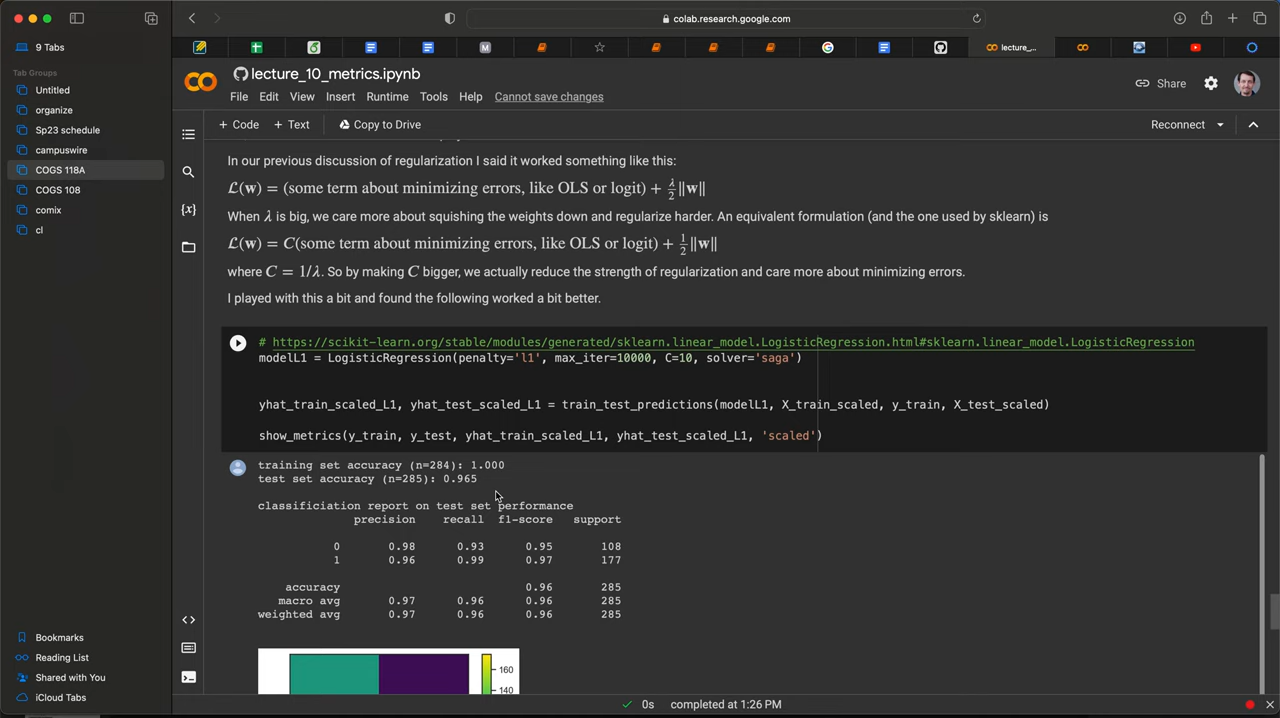 colab.research.google.com
9 Tabs
Tab Groups
Untitled
organize
Sp23 schedule
campuswire
COGS 118A
COGS 108
comix
cl
Bookmarks
Reading List
Shared with You
iCloud Tabs
lecture_...
lecture_10_metrics.ipynb
File Edit View Insert Runtime Tools Help Cannot save changes
Share
+ Code + Text Copy to Drive
Reconnect
In our previous discussion of regularization I said it worked something like this:
ℒ(w) = (some term about minimizing errors, like OLS or logit) + λ/2 ‖w‖
When λ is big, we care more about squishing the weights down and regularize harder. An equivalent formulation (and the one used by sklearn) is
ℒ(w) = C(some term about minimizing errors, like OLS or logit) + 1/2 ‖w‖
where C = 1/λ. So by making C bigger, we actually reduce the strength of regularization and care more about minimizing errors.
I played with this a bit and found the following worked a bit better.
# https://scikit-learn.org/stable/modules/generated/sklearn.linear_model.LogisticRegression.html#sklearn.linear_model.LogisticRegression
modelL1 = LogisticRegression(penalty='l1', max_iter=10000, C=10, solver='saga')
yhat_train_scaled_L1, yhat_test_scaled_L1 = train_test_predictions(modelL1, X_train_scaled, y_train, X_test_scaled)
show_metrics(y_train, y_test, yhat_train_scaled_L1, yhat_test_scaled_L1, 'scaled')
training set accuracy (n=284): 1.000
test set accuracy (n=285): 0.965
classificiation report on test set performance
precision recall f1-score support
0 0.98 0.93 0.95 108
1 0.96 0.99 0.97 177
accuracy 0.96 285
macro avg 0.97 0.96 0.96 285
weighted avg 0.97 0.96 0.96 285
160
140
0s completed at 1:26 PM